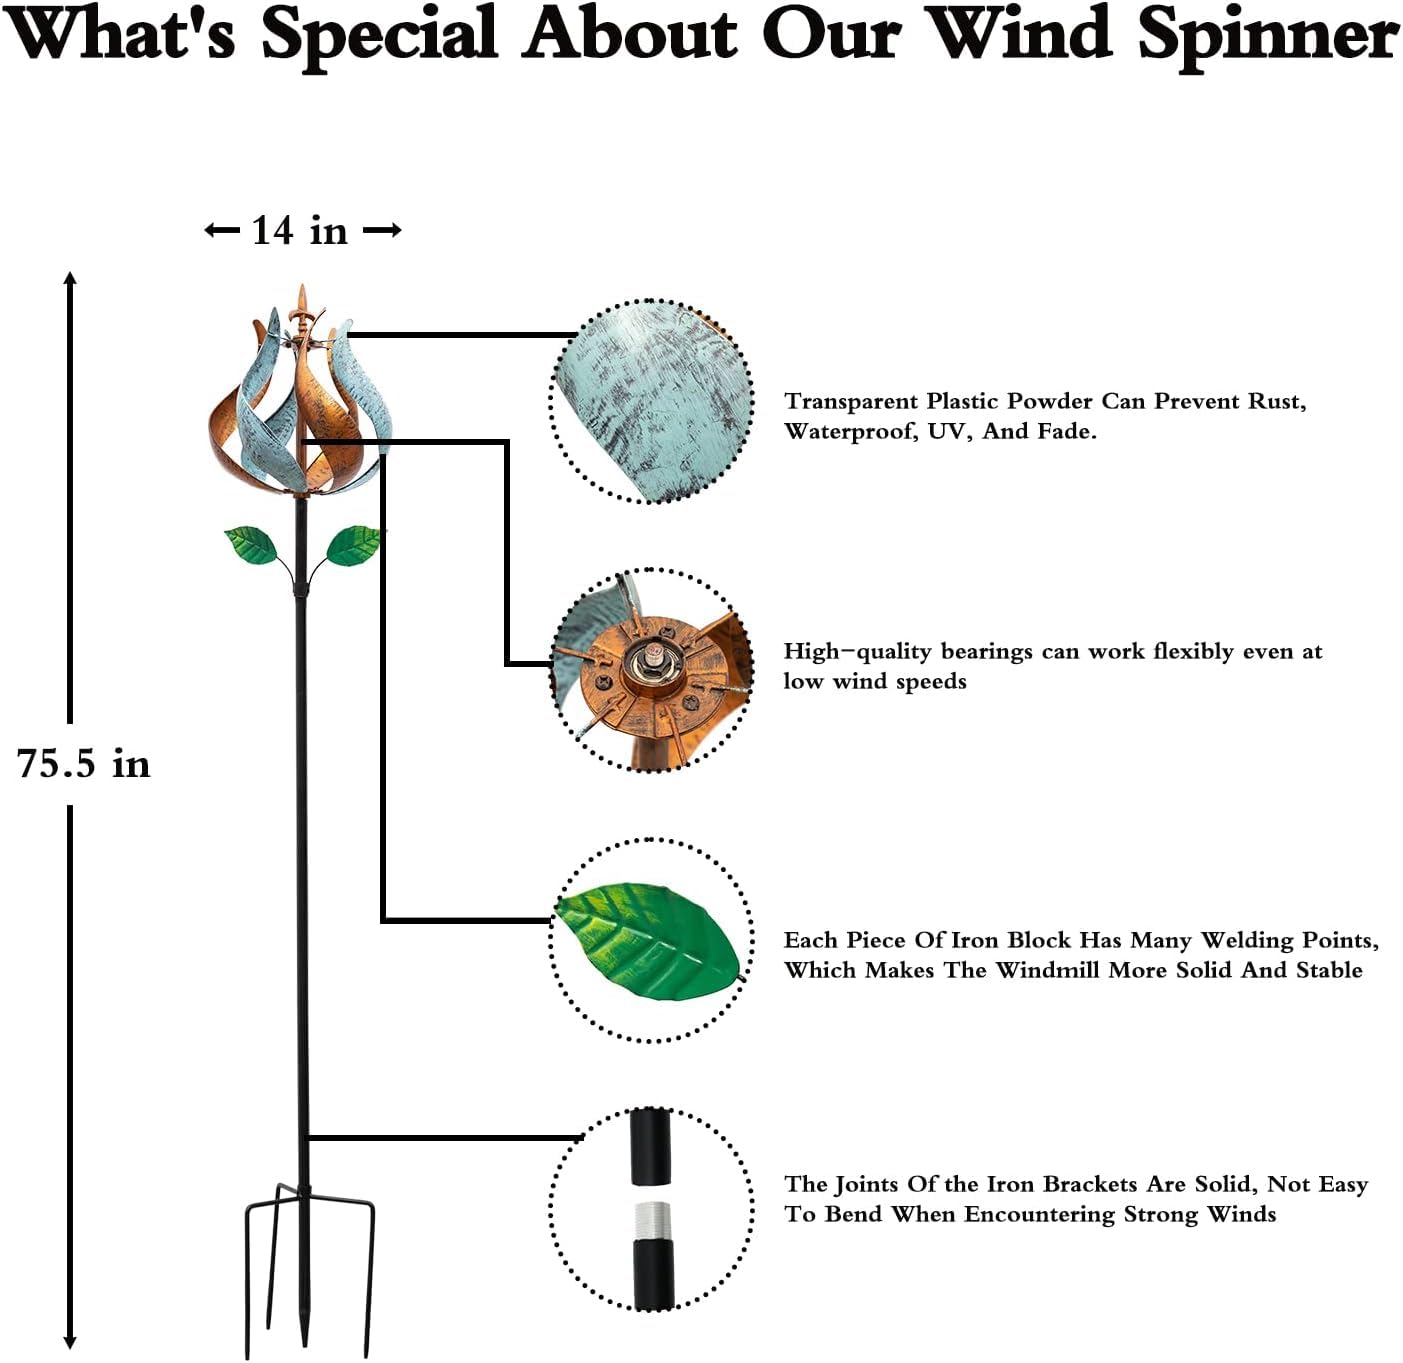 What's Special About Our Wind Spinner
14 in
75.5 in
Transparent Plastic Powder Can Prevent Rust,
Waterproof, UV, And Fade.
High-quality bearings can work flexibly even at
low wind speeds
Each Piece Of Iron Block Has Many Welding Points,
Which Makes The Windmill More Solid And Stable
The Joints Of the Iron Brackets Are Solid, Not Easy
To Bend When Encountering Strong Winds